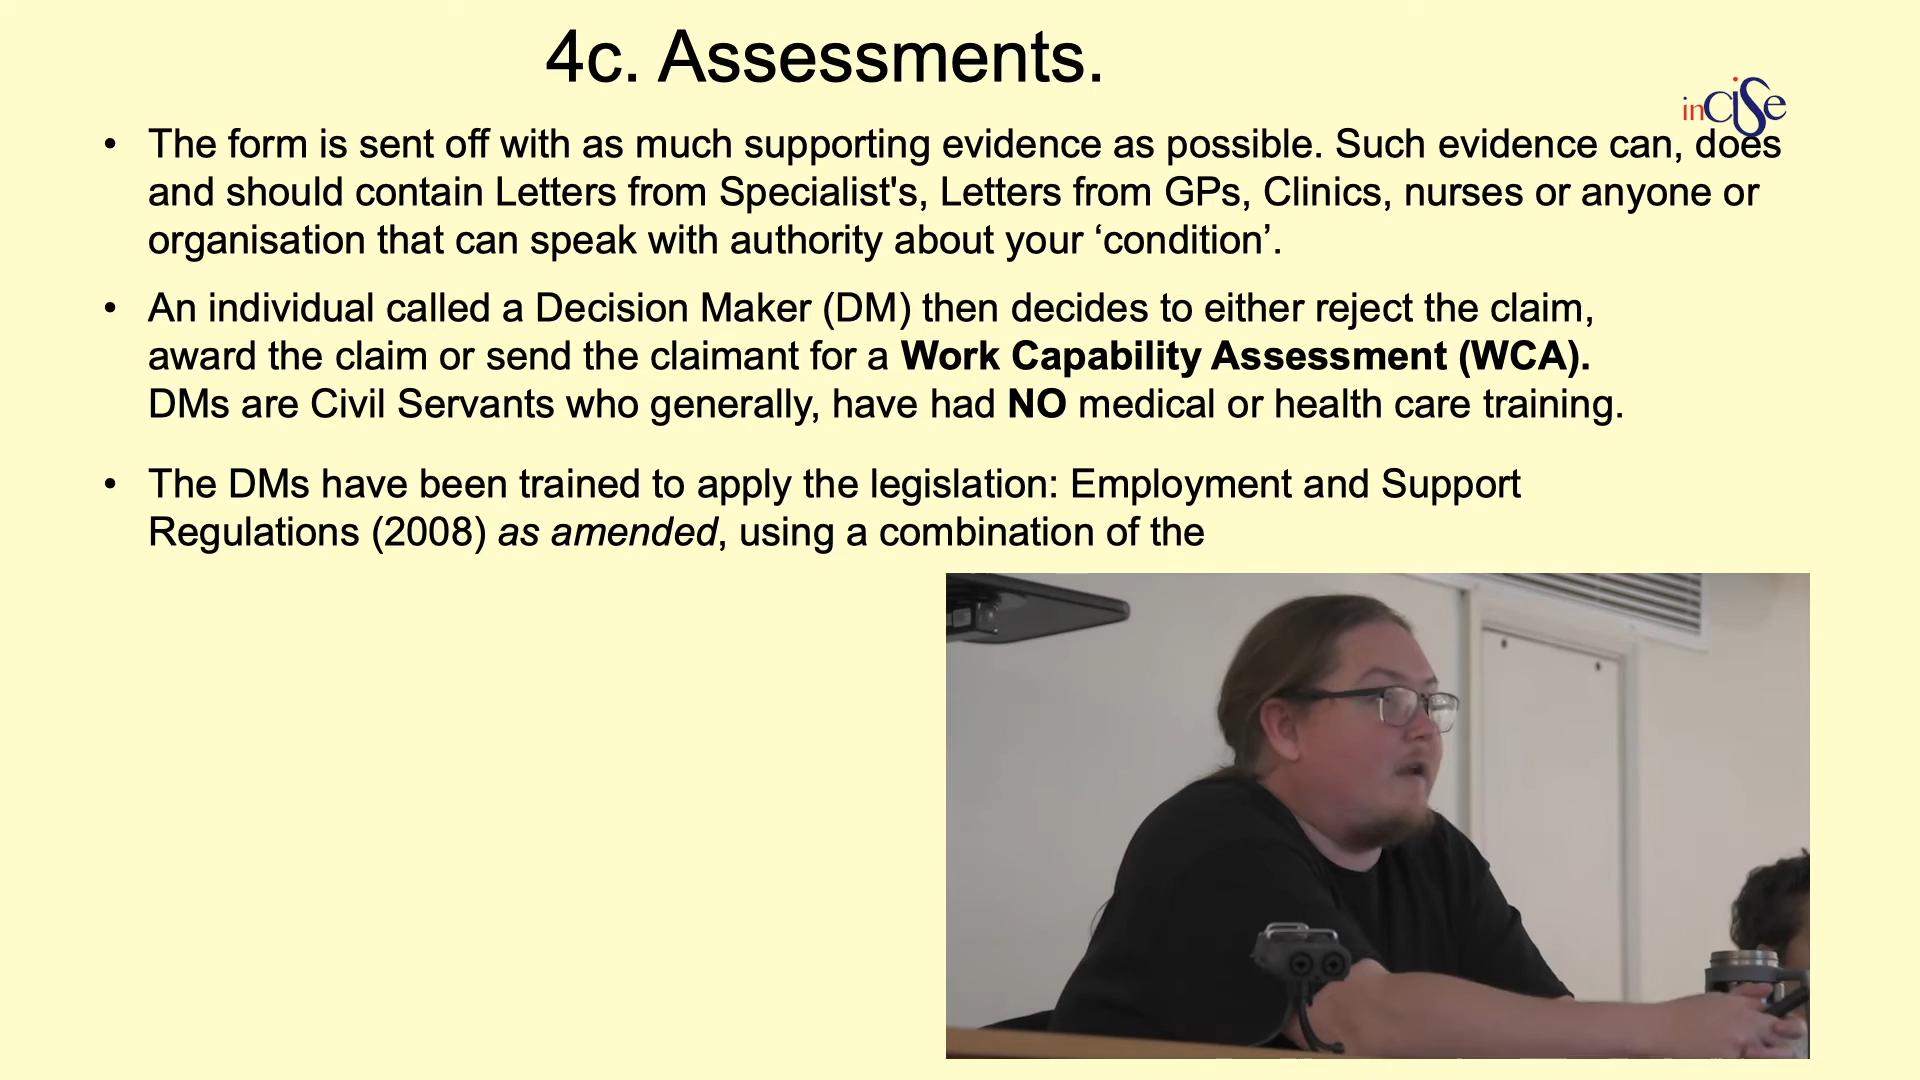 4c. Assessments.
inCiSe
• The form is sent off with as much supporting evidence as possible. Such evidence can, does
and should contain Letters from Specialist's, Letters from GPs, Clinics, nurses or anyone or
organisation that can speak with authority about your ‘condition’.
• An individual called a Decision Maker (DM) then decides to either reject the claim,
award the claim or send the claimant for a Work Capability Assessment (WCA).
DMs are Civil Servants who generally, have had NO medical or health care training.
• The DMs have been trained to apply the legislation: Employment and Support
Regulations (2008) as amended, using a combination of the